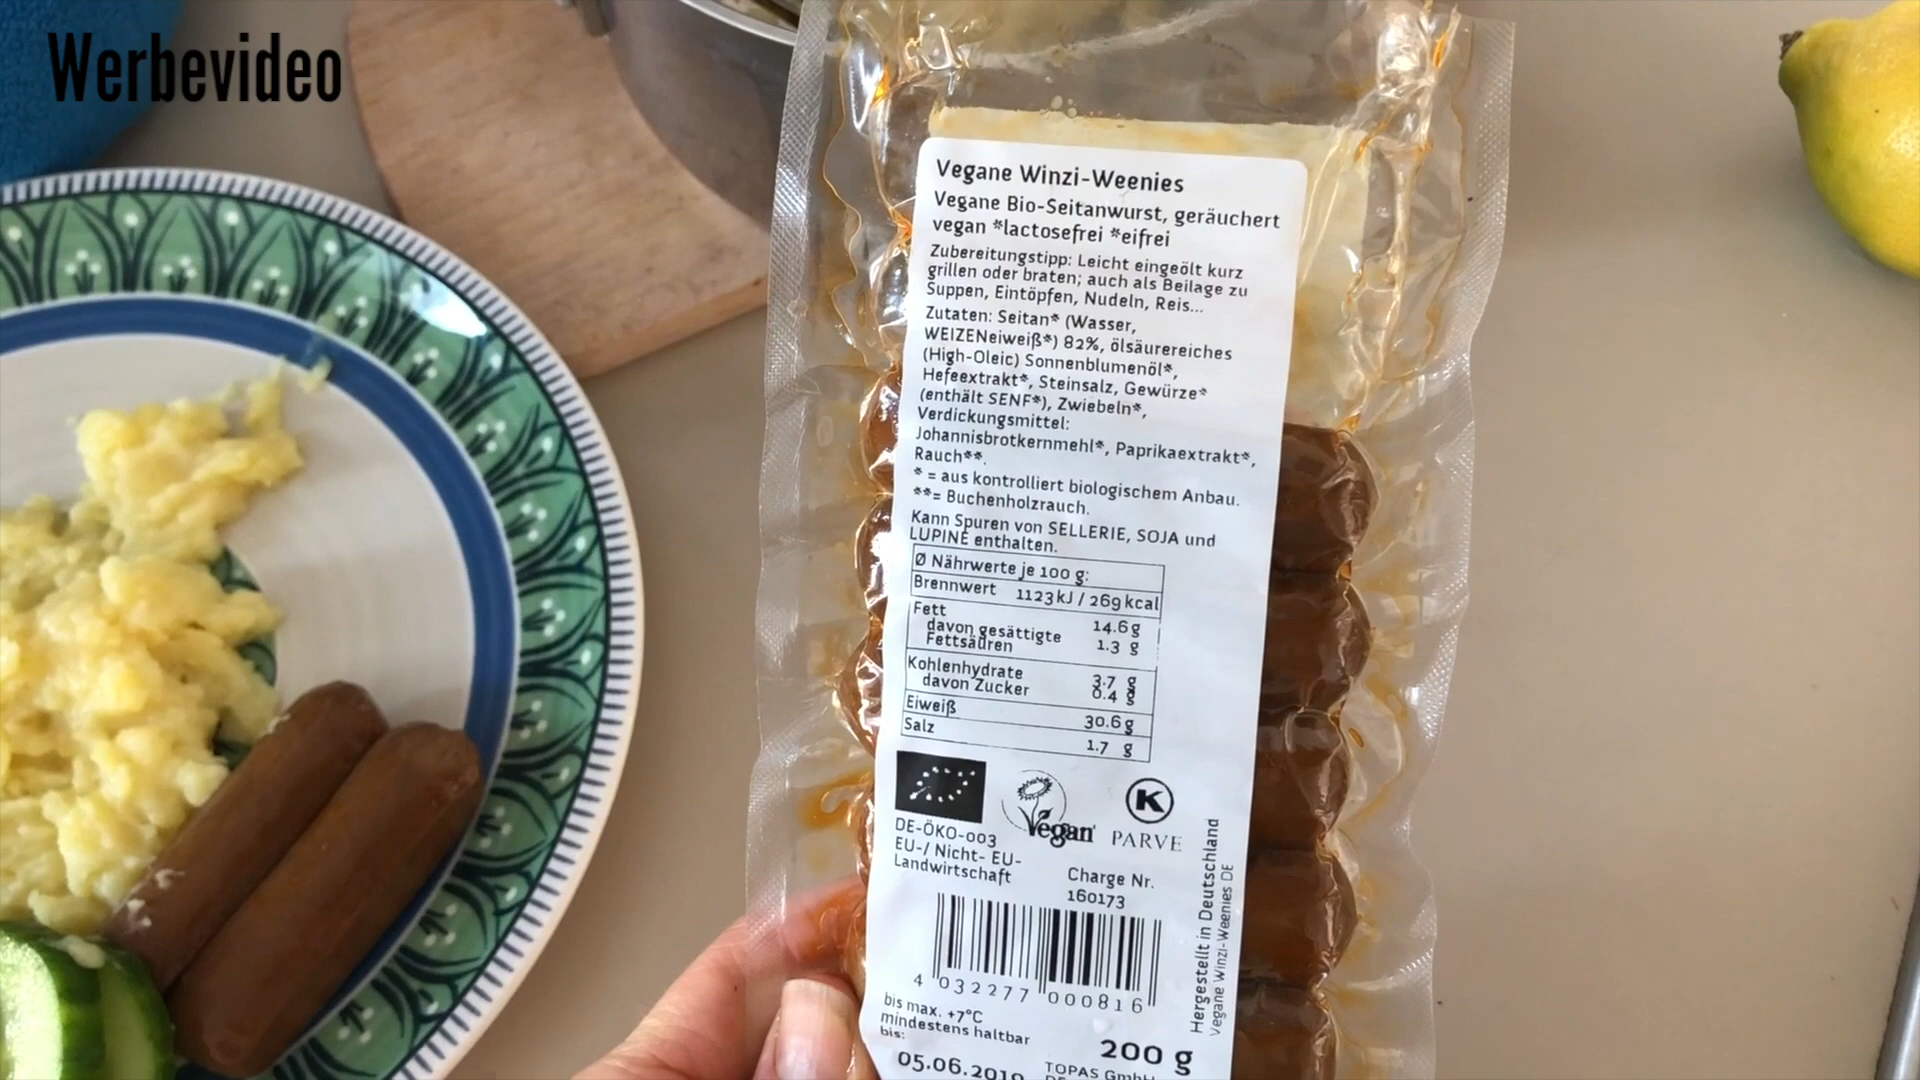 Werbevideo
Vegane Winzi-Weenies
Vegane Bio-Seitanwurst, geräuchert
vegan *lactosefrei *eifrei
Zubereitungstipp: Leicht eingeölt kurz
grillen oder braten; auch als Beilage zu
Suppen, Eintöpfen, Nudeln, Reis...
Zutaten: Seitan* (Wasser,
WEIZENeiweiß*) 82%, ölsäurereiches
(High-Oleic) Sonnenblumenöl*,
Hefeextrakt*, Steinsalz, Gewürze*
(enthält SENF*), Zwiebeln*,
Verdickungsmittel:
Johannisbrotkernmehl*, Paprikaextrakt*,
Rauch**.
* = aus kontrolliert biologischem Anbau.
**= Buchenholzrauch.
Kann Spuren von SELLERIE, SOJA und
LUPINE enthalten.
Ø Nährwerte je 100 g:
Brennwert 1123 kJ / 269 kcal
Fett 14.6 g
davon gesättigte
Fettsäuren 1.3 g
Kohlenhydrate 3.7 g
davon Zucker 0.4 g
Eiweiß 30.6 g
Salz 1.7 g
Vegan
K
PARVE
DE-ÖKO-003
EU-/ Nicht- EU-
Landwirtschaft
Charge Nr.
160173
4 032277 000816
Hergestellt in Deutschland
Vegane Winzi-Weenies DE
bis max. +7°C
mindestens haltbar
bis:
05.06.2019
200 g
TOPAS GmbH